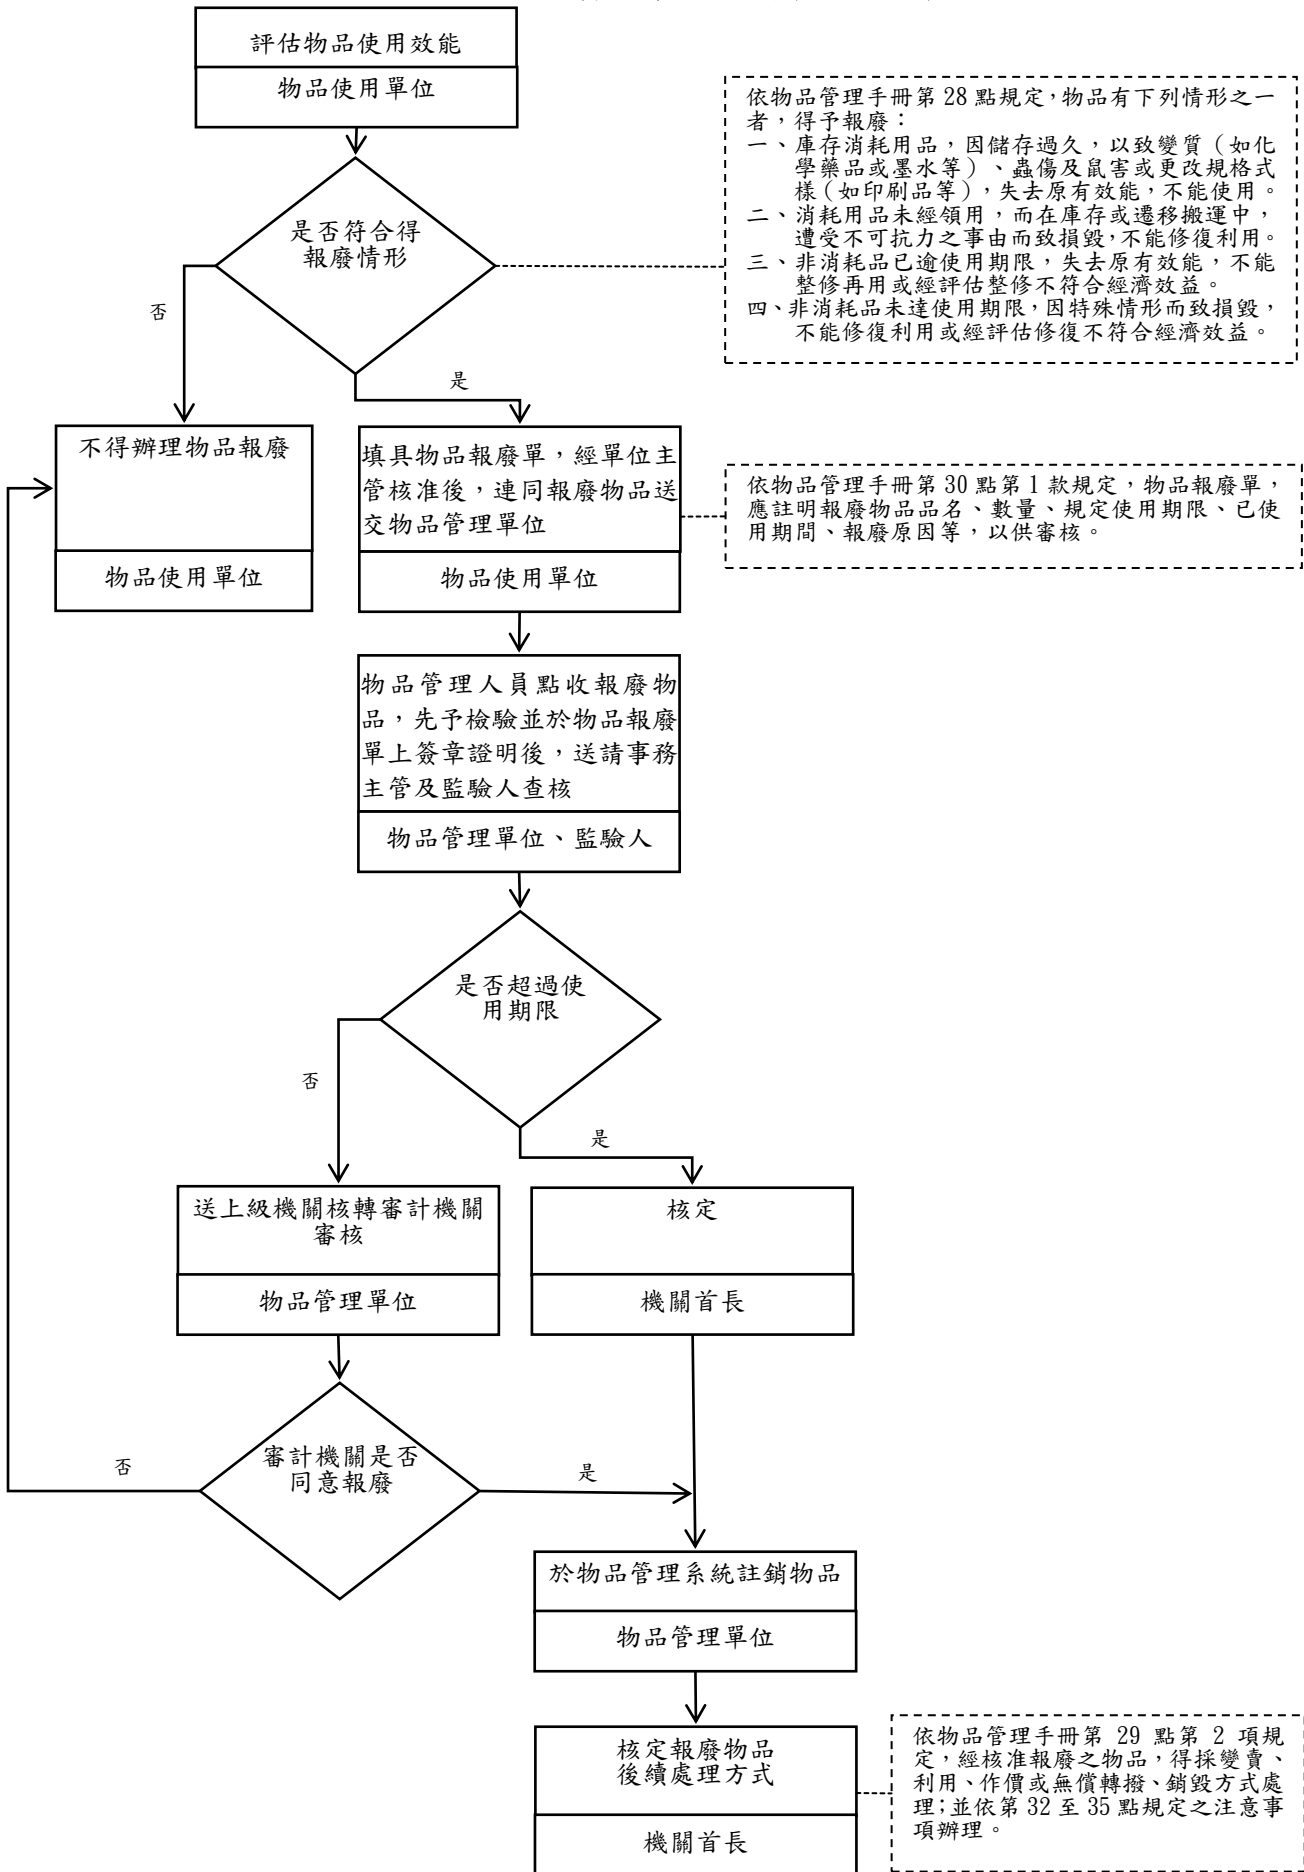 評估物品使用效能
物品使用單位
依物品管理手冊第 28 點規定,物品有下列情形之一
者,得予報廢:
一、庫存消耗用品,因儲存過久,以致變質(如化
學藥品或墨水等)、蟲傷及鼠害或更改規格式
樣(如印刷品等),失去原有效能,不能使用。
二、消耗用品未經領用,而在庫存或遷移搬運中,
遭受不可抗力之事由而致損毀,不能修復利用。
三、非消耗品已逾使用期限,失去原有效能,不能
整修再用或經評估整修不符合經濟效益。
四、非消耗品未達使用期限,因特殊情形而致損毀,
不能修復利用或經評估修復不符合經濟效益。
是否符合得
報廢情形
否
是
不得辦理物品報廢
物品使用單位
填具物品報廢單,經單位主
管核准後,連同報廢物品送
交物品管理單位
物品使用單位
依物品管理手冊第 30 點第 1 款規定,物品報廢單,
應註明報廢物品品名、數量、規定使用期限、已使
用期間、報廢原因等,以供審核。
物品管理人員點收報廢物
品,先予檢驗並於物品報廢
單上簽章證明後,送請事務
主管及監驗人查核
物品管理單位、監驗人
是否超過使
用期限
否
是
送上級機關核轉審計機關
審核
物品管理單位
核定
機關首長
審計機關是否
同意報廢
否
是
於物品管理系統註銷物品
物品管理單位
核定報廢物品
後續處理方式
機關首長
依物品管理手冊第 29 點第 2 項規
定,經核准報廢之物品,得採變賣、
利用、作價或無償轉撥、銷毀方式處
理;並依第 32 至 35 點規定之注意事
項辦理。